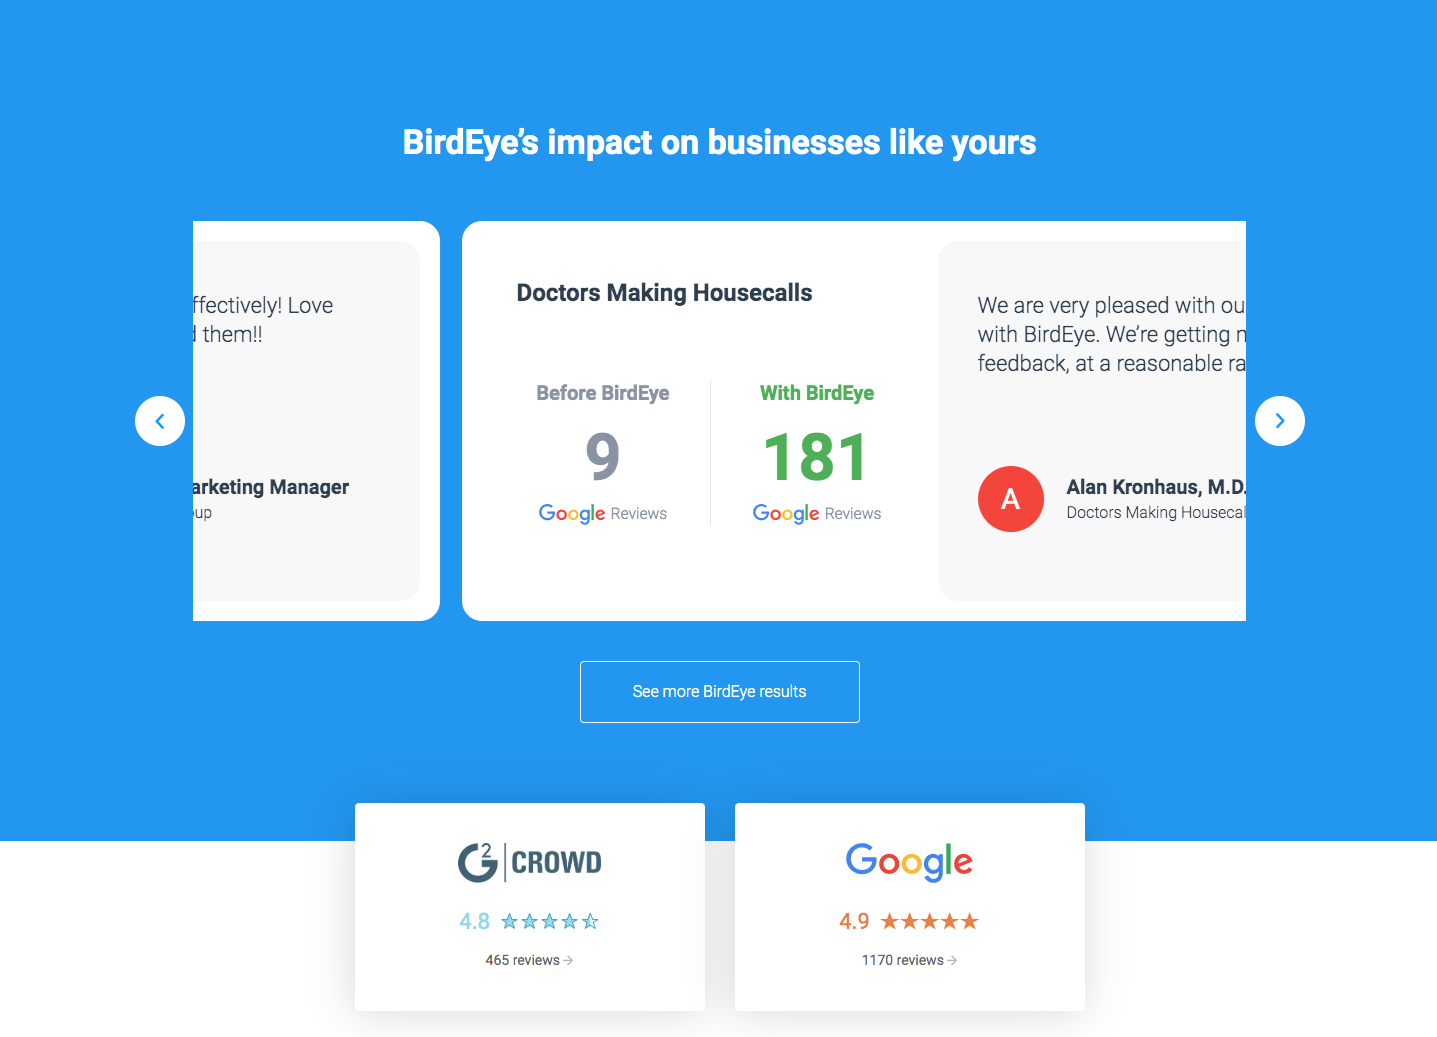 BirdEye's impact on businesses like yours
ffectively! Love
them!!
arketing Manager
oup
Doctors Making Housecalls
Before BirdEye
9
Google Reviews
With BirdEye
181
Google Reviews
We are very pleased with ou
with BirdEye. We're getting
feedback, at a reasonable ra
A
Alan Kronhaus, M.D.
Doctors Making Housecal
See more BirdEye results
G2 | CROWD
4.8
465 reviews →
Google
4.9
1170 reviews →